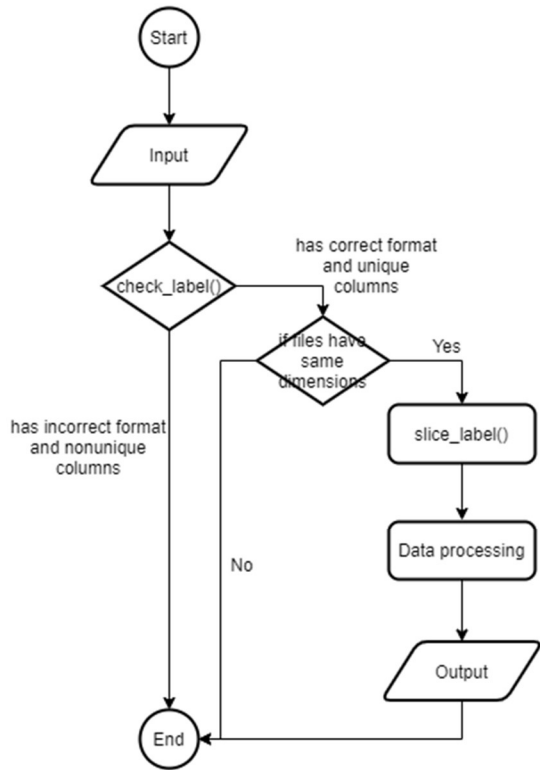 Start
Input
check_label()
has correct format
and unique
columns
if files have
same
dimensions
Yes
slice_label()
has incorrect format
and nonunique
columns
Data processing
No
Output
End